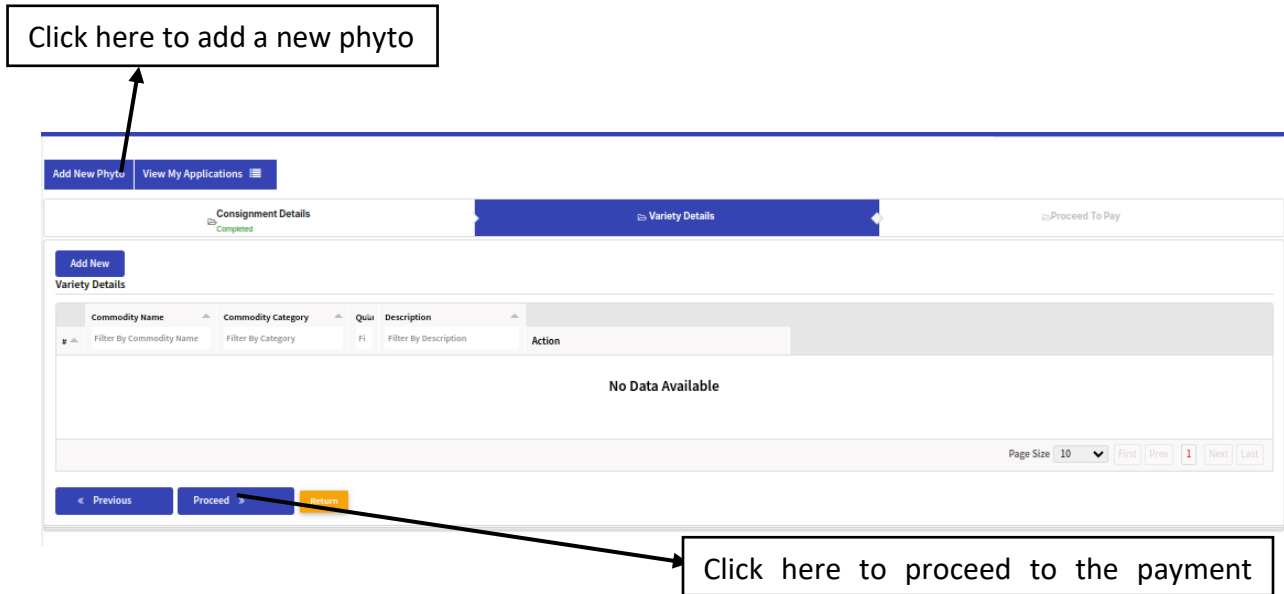 Click here to add a new phyto
Add New Phyto View My Applications
Consignment Details
Completed
Variety Details
Proceed To Pay
Add New
Variety Details
Commodity Name Commodity Category Description
# Filter By Commodity Name Filter By Category Fi Filter By Description Action
No Data Available
Page Size 10 First Prev 1 Next Last
« Previous Proceed » Return
Click here to proceed to the payment